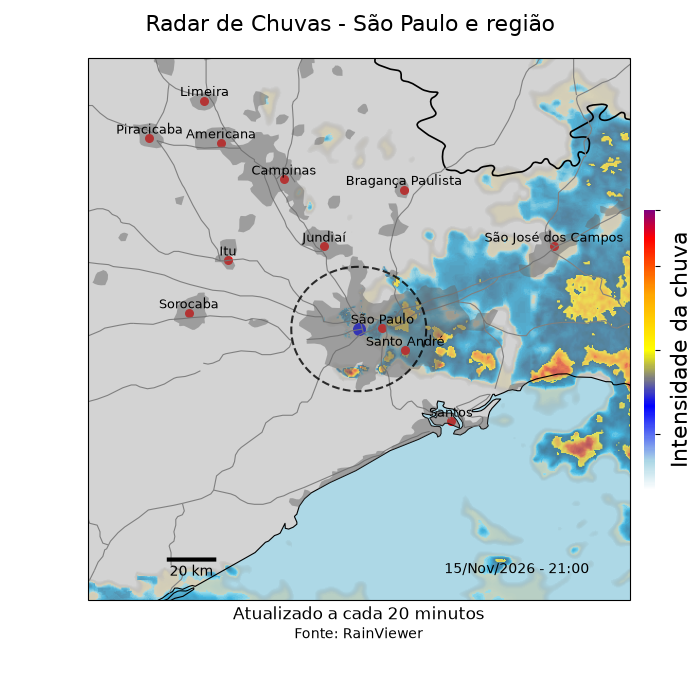 Radar de Chuvas - São Paulo e região
Limeira
Piracicaba
Americana
Campinas
Bragança Paulista
Jundiaí
São José dos Campos
Itu
Sorocaba
São Paulo
Santo André
Santos
Intensidade da chuva
20 km
15/Nov/2026 - 21:00
Atualizado a cada 20 minutos
Fonte: RainViewer